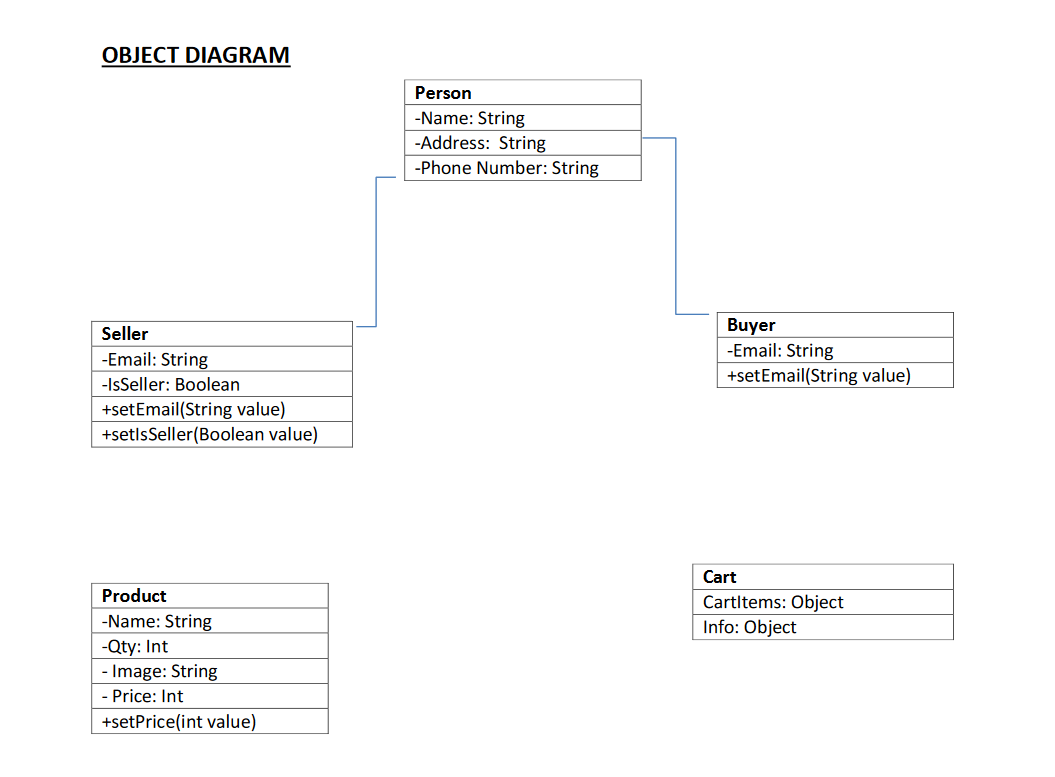 OBJECT DIAGRAM
Person
-Name: String
-Address:  String
-Phone Number: String
Seller
-Email: String
-IsSeller: Boolean
+setEmail(String value)
+setIsSeller(Boolean value)
Buyer
-Email: String
+setEmail(String value)
Product
-Name: String
-Qty: Int
- Image: String
- Price: Int
+setPrice(int value)
Cart
CartItems: Object
Info: Object